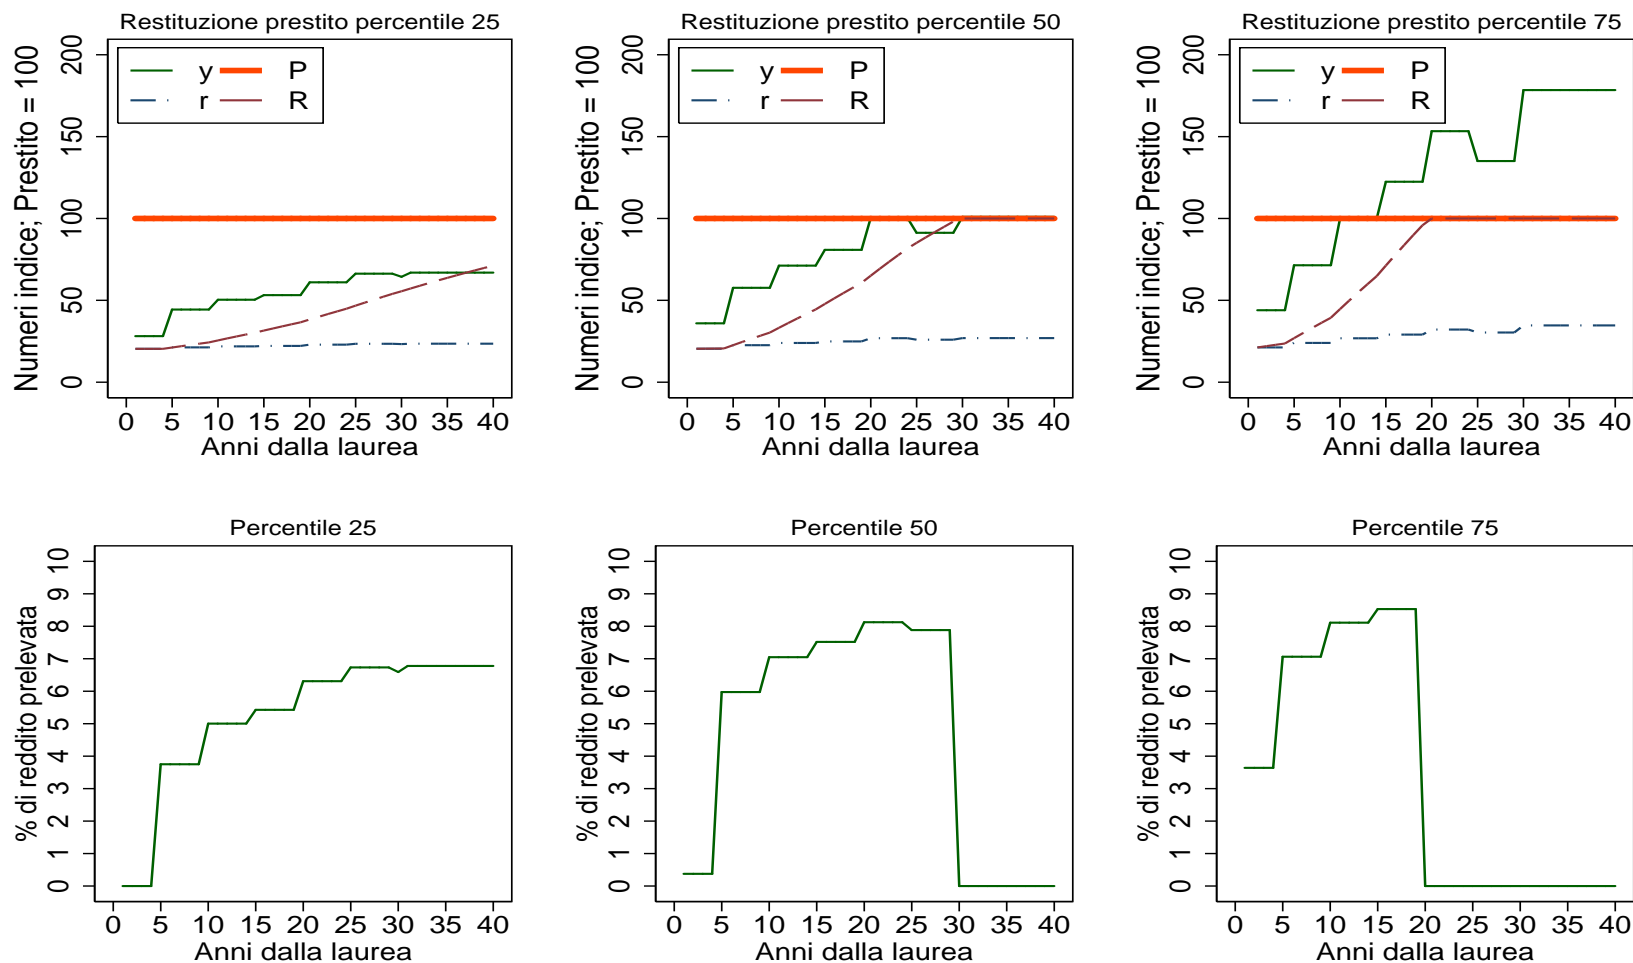 Restituzione prestito percentile 25
Numeri indice; Prestito = 100
0 50 100 150 200
y P
r R
0 5 10 15 20 25 30 35 40
Anni dalla laurea
Restituzione prestito percentile 50
Numeri indice; Prestito = 100
0 50 100 150 200
y P
r R
0 5 10 15 20 25 30 35 40
Anni dalla laurea
Restituzione prestito percentile 75
Numeri indice; Prestito = 100
0 50 100 150 200
y P
r R
0 5 10 15 20 25 30 35 40
Anni dalla laurea
Percentile 25
% di reddito prelevata
0 1 2 3 4 5 6 7 8 9 10
0 5 10 15 20 25 30 35 40
Anni dalla laurea
Percentile 50
% di reddito prelevata
0 1 2 3 4 5 6 7 8 9 10
0 5 10 15 20 25 30 35 40
Anni dalla laurea
Percentile 75
% di reddito prelevata
0 1 2 3 4 5 6 7 8 9 10
0 5 10 15 20 25 30 35 40
Anni dalla laurea